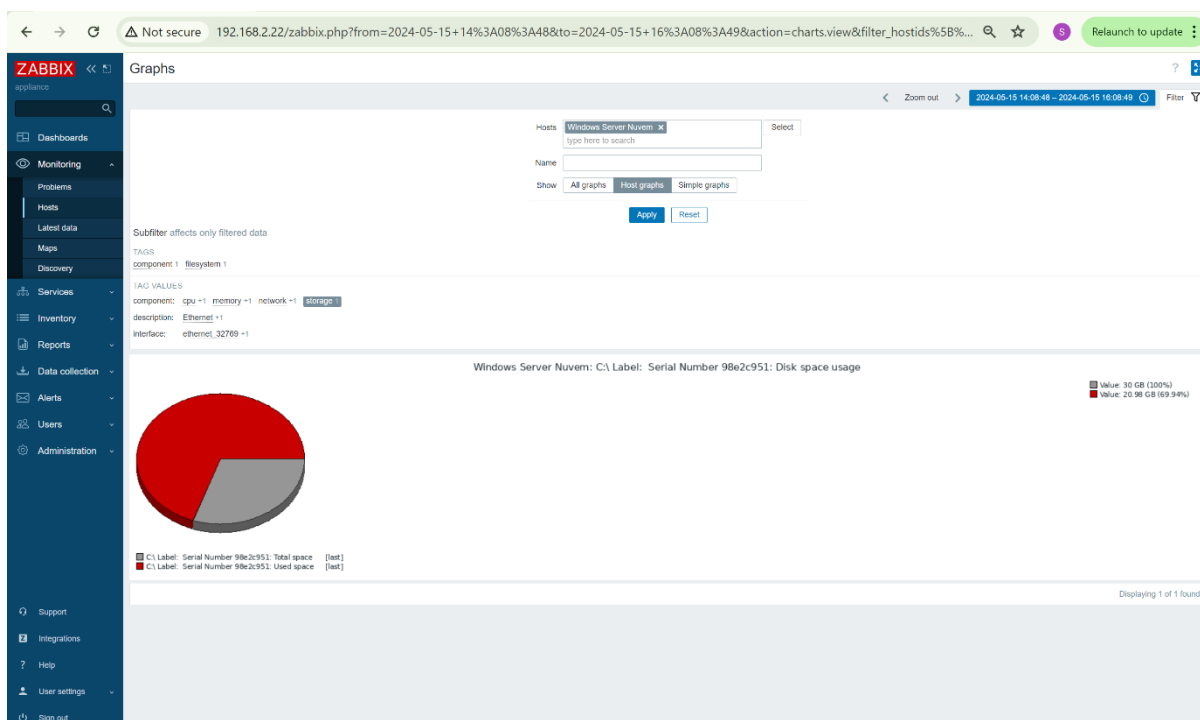 Not secure 192.168.2.22/zabbix.php?from=2024-05-15+14%3A08%3A48&to=2024-05-15+16%3A08%3A49&action=charts.view&filter_hostids%5B%... S Relaunch to update
ZABBIX
appliance
Dashboards
Monitoring
Problems
Hosts
Latest data
Maps
Discovery
Services
Inventory
Reports
Data collection
Alerts
Users
Administration
Support
Integrations
Help
User settings
Sign out
Graphs ?
Zoom out 2024-05-15 14:08:48 – 2024-05-15 16:08:49 Filter
Hosts Windows Server Nuvem Select
type here to search
Name
Show All graphs Host graphs Simple graphs
Apply Reset
Subfilter affects only filtered data
TAGS
component 1 filesystem 1
TAG VALUES
component: cpu +1 memory +1 network +1 storage 1
description: Ethernet +1
interface: ethernet_32769 +1
Windows Server Nuvem: C:\ Label: Serial Number 98e2c951: Disk space usage
Value: 30 GB (100%)
Value: 20.98 GB (69.94%)
C:\ Label: Serial Number 98e2c951: Total space [last]
C:\ Label: Serial Number 98e2c951: Used space [last]
Displaying 1 of 1 found